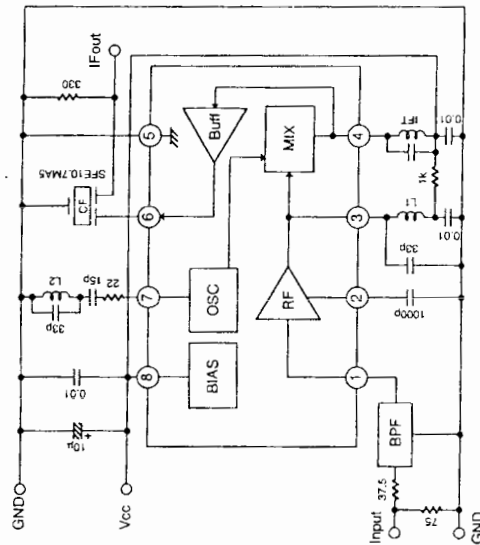 GND
Vcc
10μ
+
0.01
L2
33p
15p
22
SFE10.7MA5
CF
330
IFout
8
7
6
5
BIAS
OSC
Buff
MIX
RF
1
2
3
4
Input
37.5
75
BPF
GND
1000p
33p
L1
0.01
1k
IFT
0.01